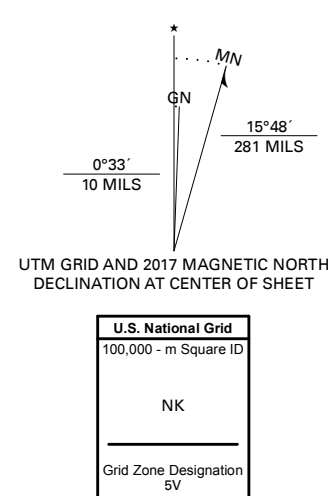 ★
MN
GN
15°48´
281 MILS
0°33´
10 MILS
UTM GRID AND 2017 MAGNETIC NORTH
DECLINATION AT CENTER OF SHEET
U.S. National Grid
100,000 - m Square ID
NK
Grid Zone Designation
5V